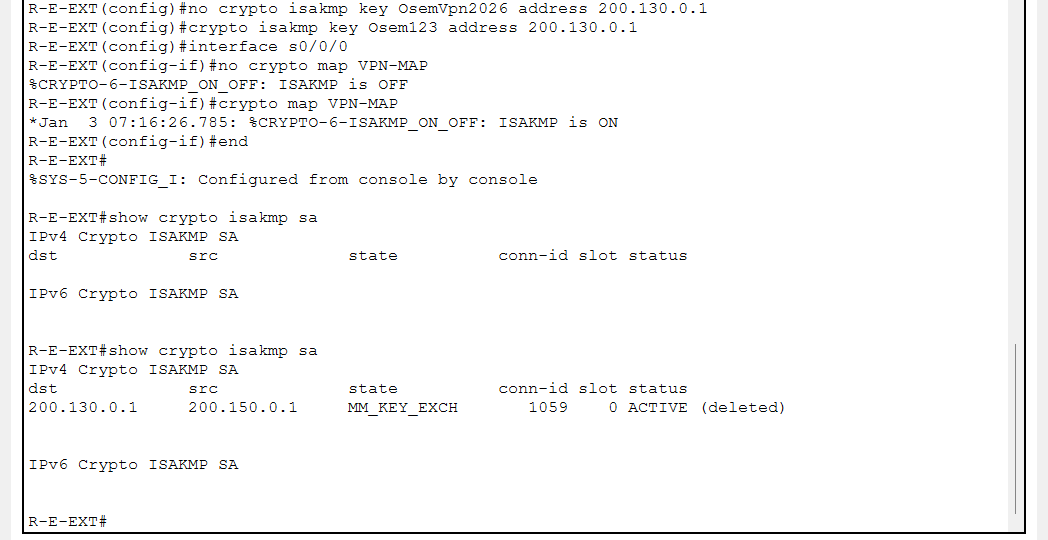 R-E-EXT(config)#no crypto isakmp key OsemVpn2026 address 200.130.0.1
R-E-EXT(config)#crypto isakmp key Osem123 address 200.130.0.1
R-E-EXT(config)#interface s0/0/0
R-E-EXT(config-if)#no crypto map VPN-MAP
%CRYPTO-6-ISAKMP_ON_OFF: ISAKMP is OFF
R-E-EXT(config-if)#crypto map VPN-MAP
*Jan  3 07:16:26.785: %CRYPTO-6-ISAKMP_ON_OFF: ISAKMP is ON
R-E-EXT(config-if)#end
R-E-EXT#
%SYS-5-CONFIG_I: Configured from console by console
R-E-EXT#show crypto isakmp sa
IPv4 Crypto ISAKMP SA
dst             src             state          conn-id slot status
IPv6 Crypto ISAKMP SA
R-E-EXT#show crypto isakmp sa
IPv4 Crypto ISAKMP SA
dst             src             state          conn-id slot status
200.130.0.1     200.150.0.1     MM_KEY_EXCH       1059    0 ACTIVE (deleted)
IPv6 Crypto ISAKMP SA
R-E-EXT#